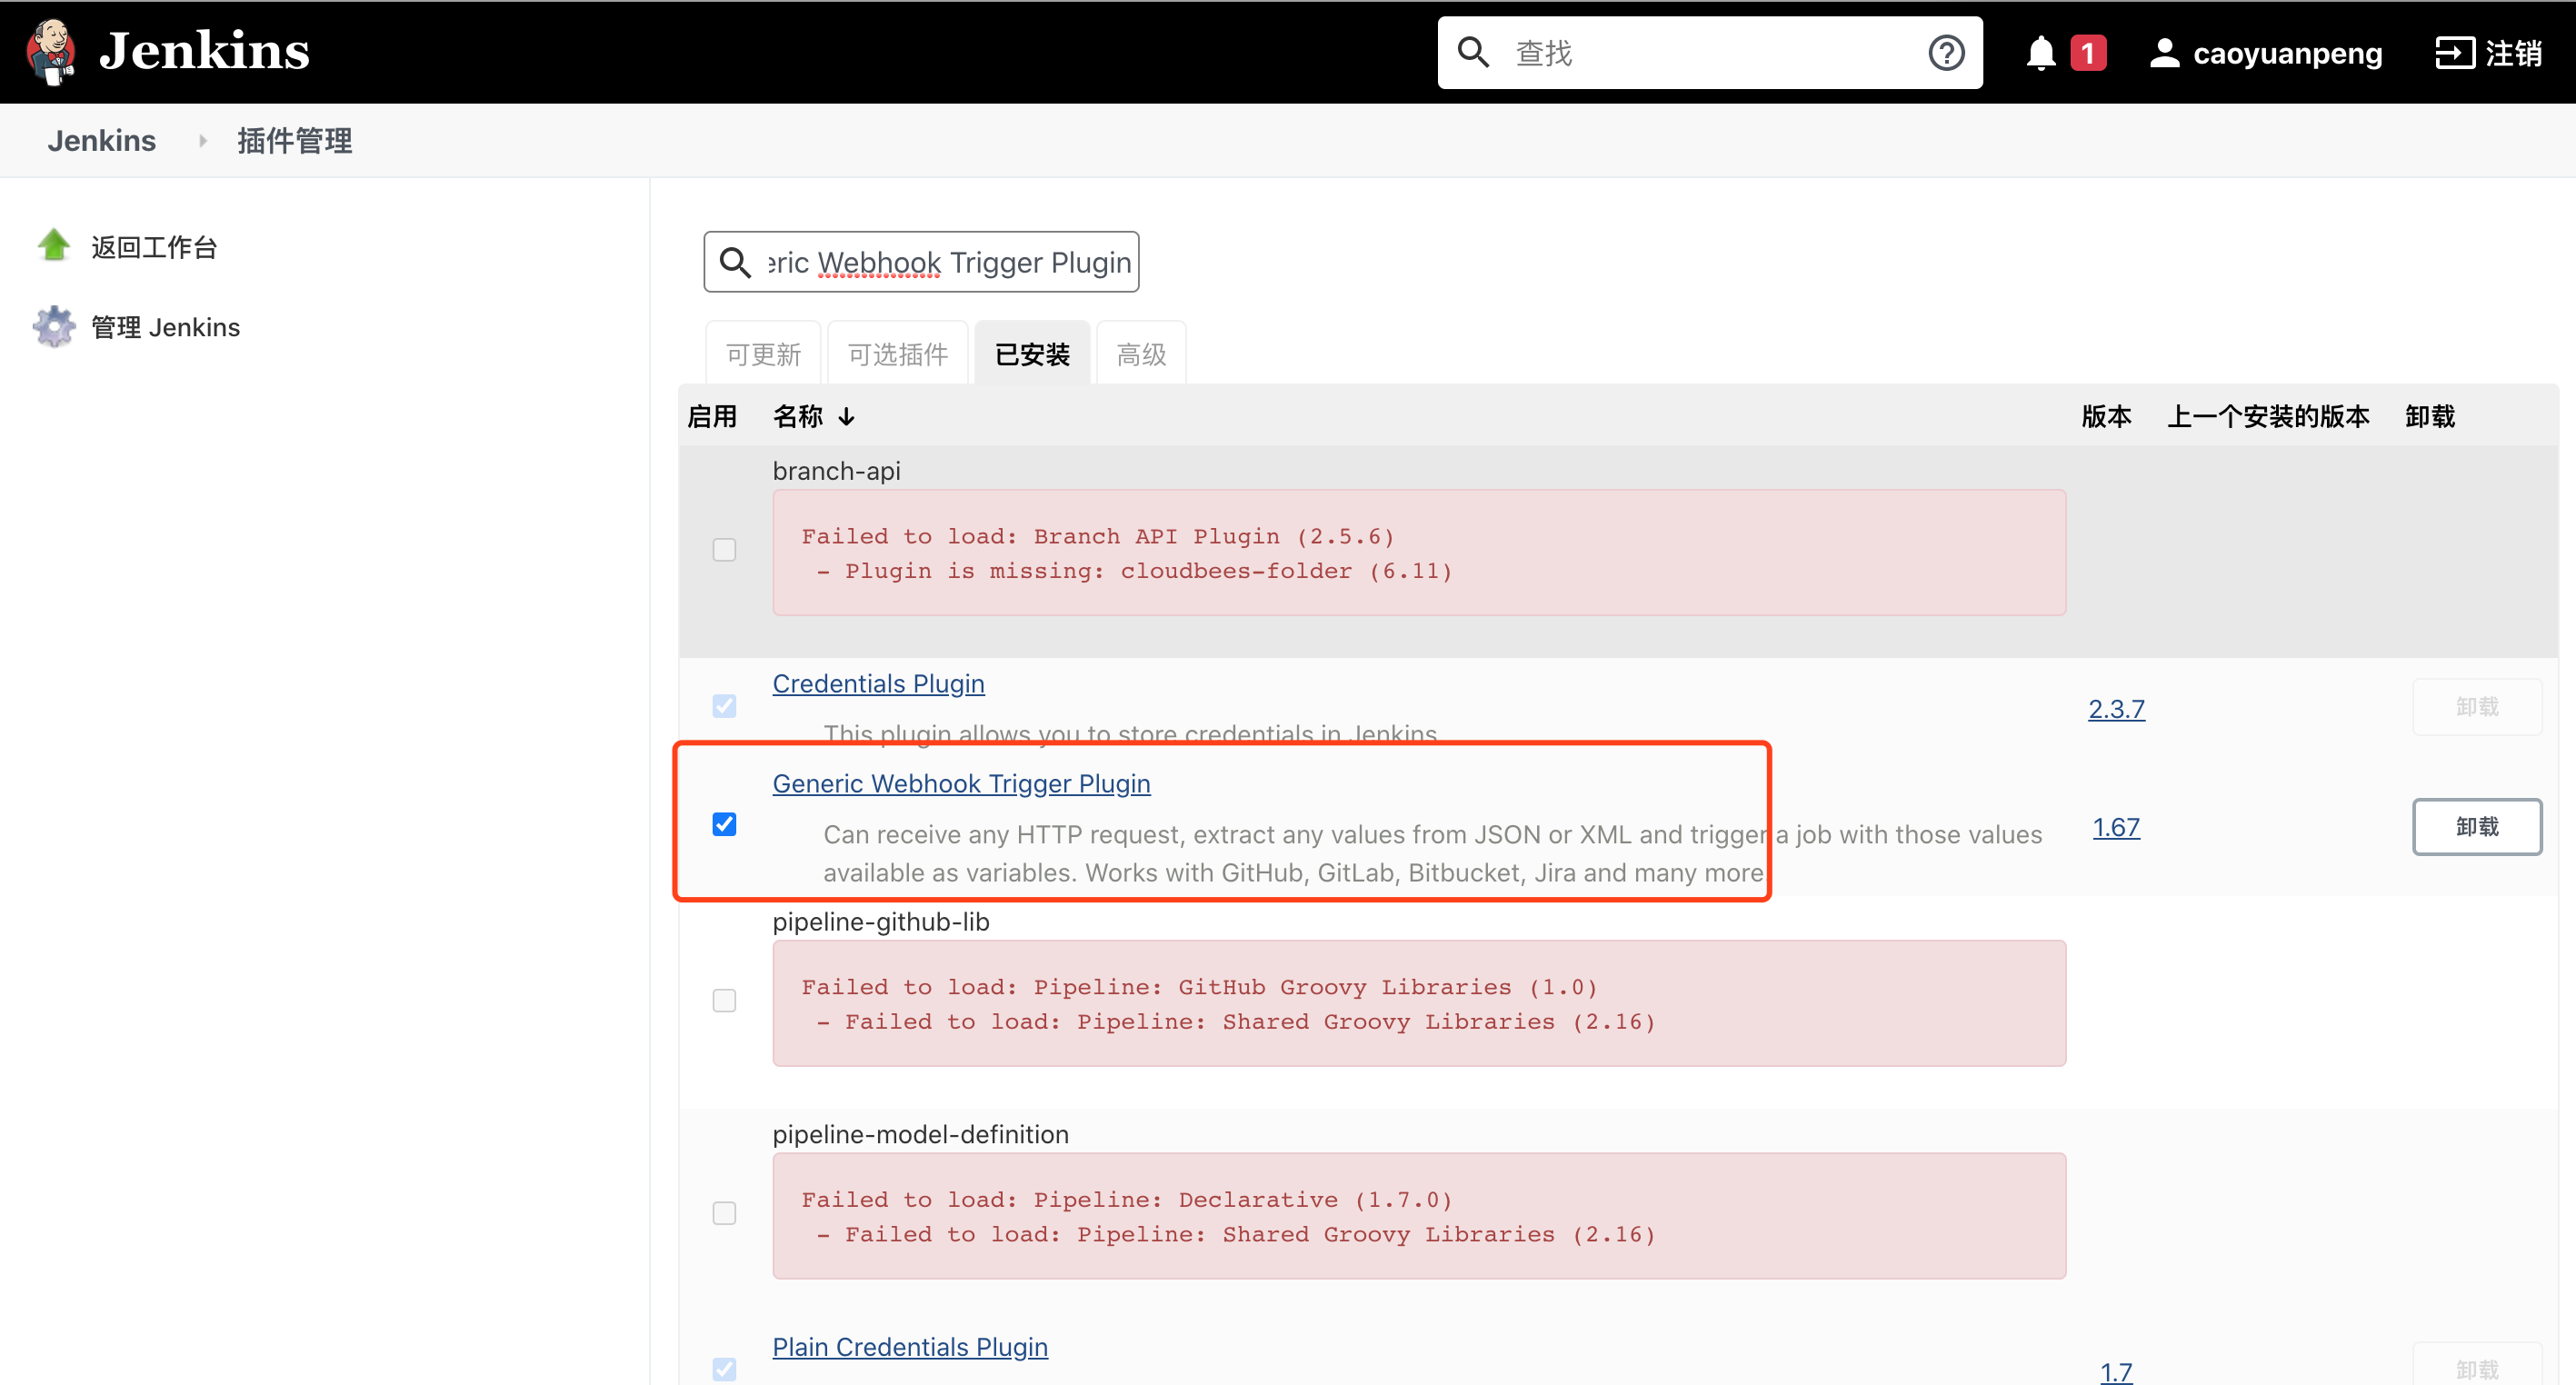 Jenkins
查找
1
caoyuanpeng
注销
Jenkins
插件管理
返回工作台
管理 Jenkins
eric Webhook Trigger Plugin
可更新
可选插件
已安装
高级
启用 名称 ↓ 版本 上一个安装的版本 卸载
branch-api
Failed to load: Branch API Plugin (2.5.6)
- Plugin is missing: cloudbees-folder (6.11)
Credentials Plugin
This plugin allows you to store credentials in Jenkins
2.3.7
卸载
Generic Webhook Trigger Plugin
Can receive any HTTP request, extract any values from JSON or XML and trigger a job with those values
available as variables. Works with GitHub, GitLab, Bitbucket, Jira and many more
1.67
卸载
pipeline-github-lib
Failed to load: Pipeline: GitHub Groovy Libraries (1.0)
- Failed to load: Pipeline: Shared Groovy Libraries (2.16)
pipeline-model-definition
Failed to load: Pipeline: Declarative (1.7.0)
- Failed to load: Pipeline: Shared Groovy Libraries (2.16)
Plain Credentials Plugin
1.7
卸载